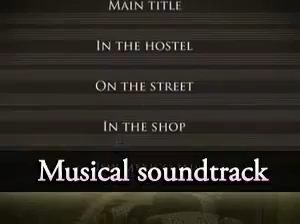 Main title
In the hostel
On the street
In the shop
Musical soundtrack